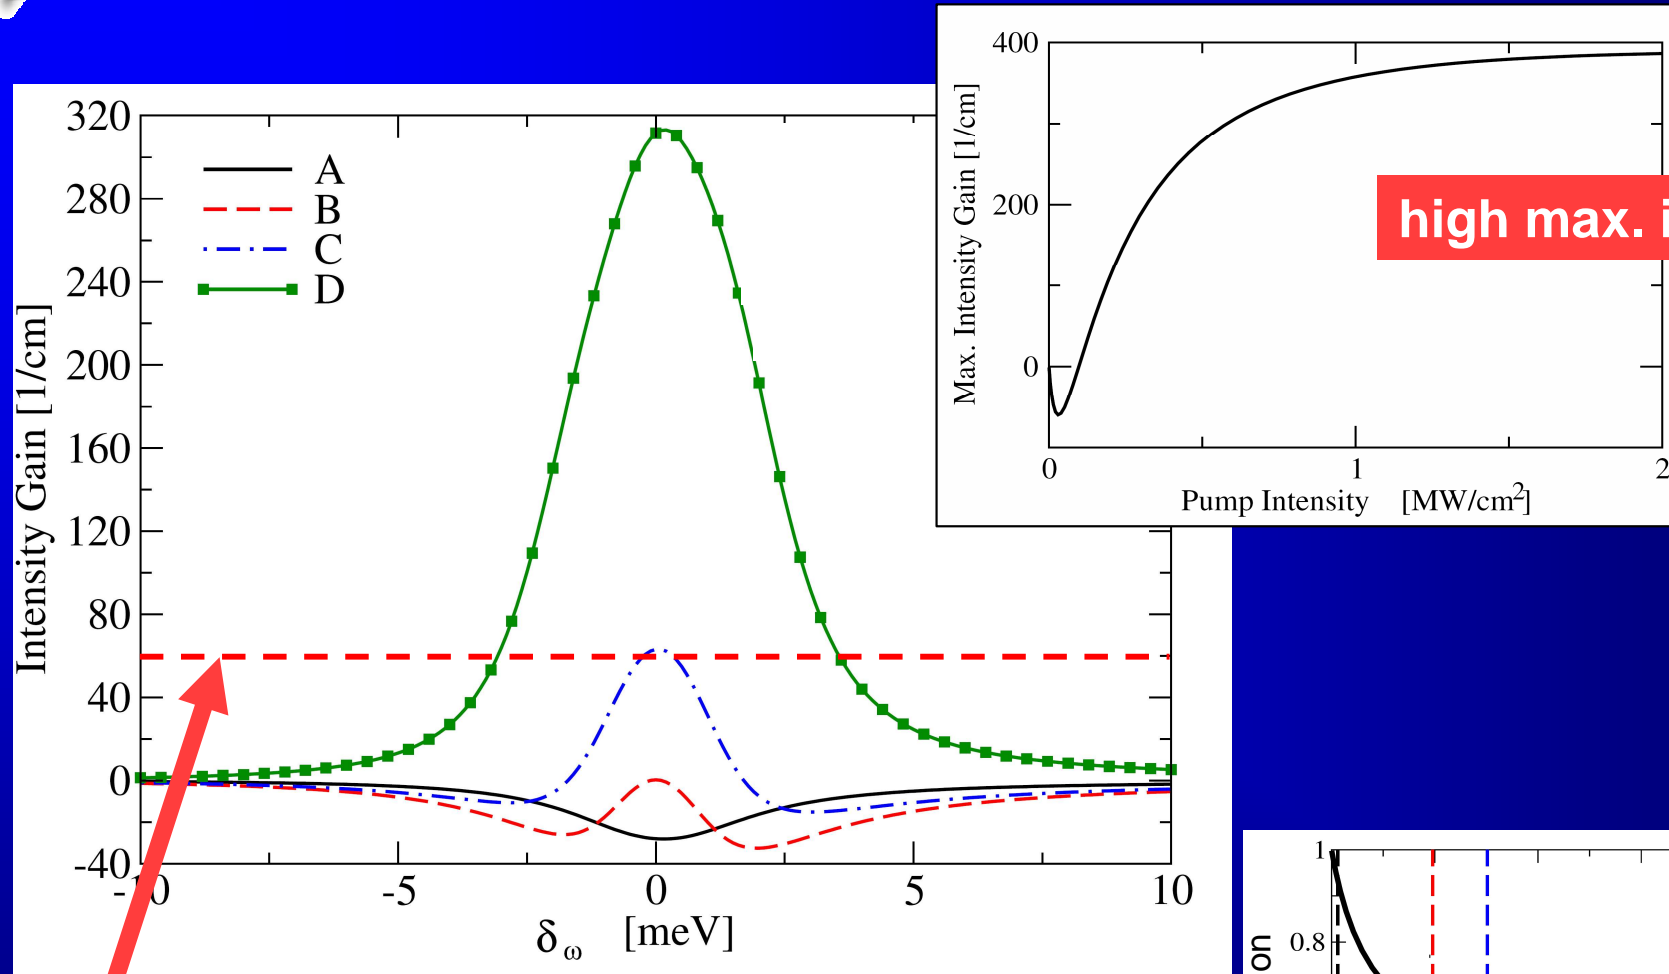 320
280
240
200
160
120
80
40
0
-40
Intensity Gain [1/cm]
A
B
C
D
-10
-5
0
5
10
δω [meV]
400
200
0
Max. Intensity Gain [1/cm]
0
1
2
Pump Intensity [MW/cm²]
high max. i
1
0.8
on